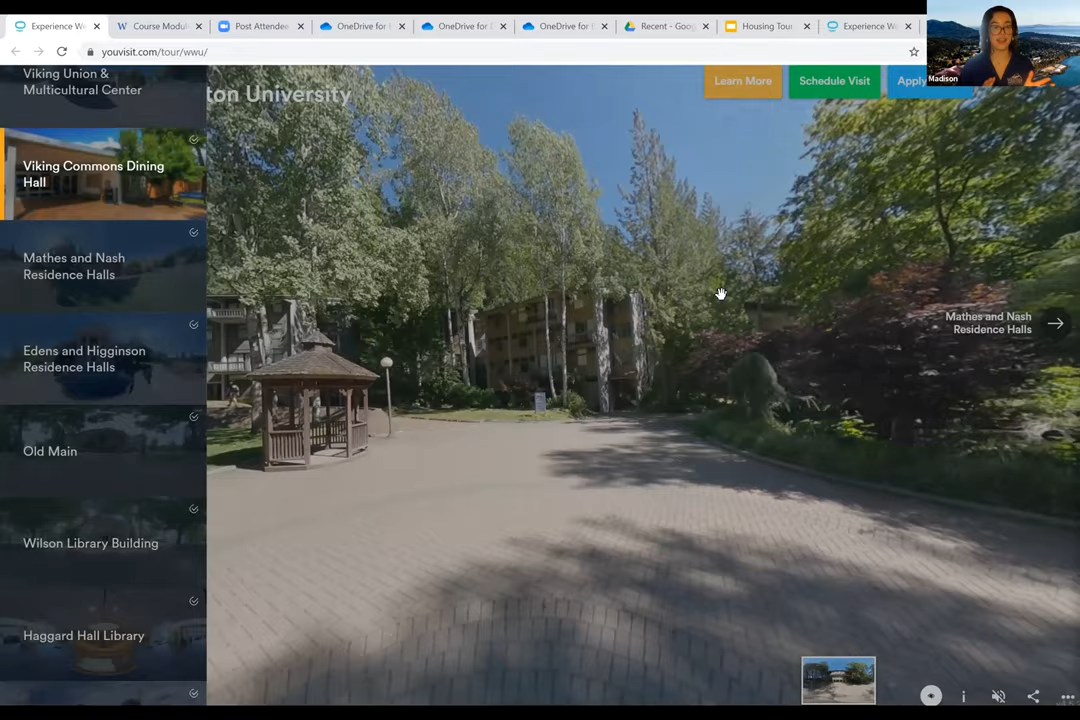 Experience We
Course Modul
Post Attendee
OneDrive for
OneDrive for
OneDrive for
Recent - Goog
Housing Tour
Experience We
youvisit.com/tour/wwu/
Madison
Viking Union &
Multicultural Center
ton University
Learn More
Schedule Visit
Apply
Viking Commons Dining
Hall
Mathes and Nash
Residence Halls
Mathes and Nash
Residence Halls
Edens and Higginson
Residence Halls
Old Main
Wilson Library Building
Haggard Hall Library